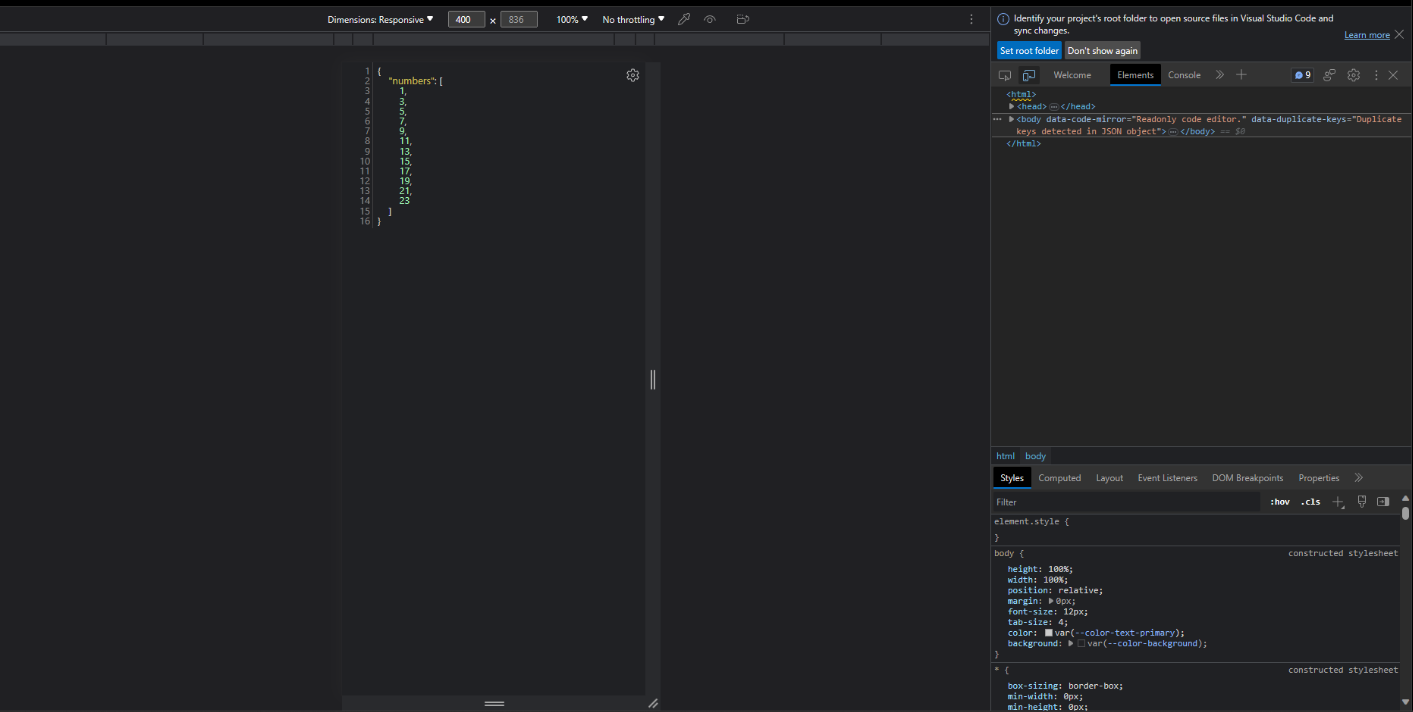 Dimensions: Responsive 400 × 836 100% No throttling
1 {
2 "numbers": [
3 1,
4 3,
5 5,
6 7,
7 9,
8 11,
9 13,
10 15,
11 17,
12 19,
13 21,
14 23
15 ]
16 }
Identify your project's root folder to open source files in Visual Studio Code and
sync changes.
Learn more
Set root folder Don't show again
Welcome Elements Console 9
<html>
<head> … </head>
<body data-code-mirror="Readonly code editor." data-duplicate-keys="Duplicate
keys detected in JSON object"> … </body> == $0
</html>
html body
Styles Computed Layout Event Listeners DOM Breakpoints Properties
Filter :hov .cls
element.style {
}
body { constructed stylesheet
height: 100%;
width: 100%;
position: relative;
margin: 0px;
font-size: 12px;
tab-size: 4;
color: var(--color-text-primary);
background: var(--color-background);
}
* { constructed stylesheet
box-sizing: border-box;
min-width: 0px;
min-height: 0px;